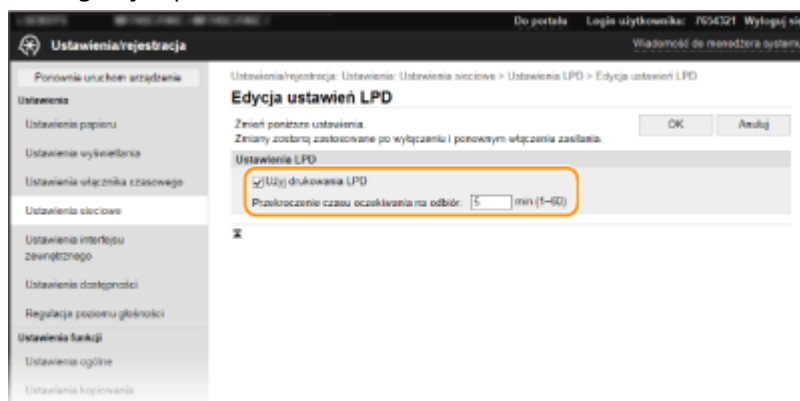 Do portalu Login użytkownika: 7654321 Wyloguj się
Ustawienia/rejestracja
Wiadomość do menedżera systemu
Ponownie uruchom urządzenie
Ustawienia/rejestracja: Ustawienia: Ustawienia sieciowe > Ustawienia LPD > Edycja ustawień LPD
Ustawienia
Edycja ustawień LPD
Ustawienia papieru
Zmień poniższe ustawienia.
OK
Anuluj
Zmiany zostaną zastosowane po wyłączeniu i ponownym włączeniu zasilania.
Ustawienia wyświetlania
Ustawienia LPD
Ustawienia włącznika czasowego
Użyj drukowania LPD
Przekroczenie czasu oczekiwania na odbiór: 5 min (1–60)
Ustawienia sieciowe
Ustawienia interfejsu
zewnętrznego
Ustawienia dostępności
Regulacja poziomu głośności
Ustawienia funkcji
Ustawienia ogólne
Ustawienia kopiowania